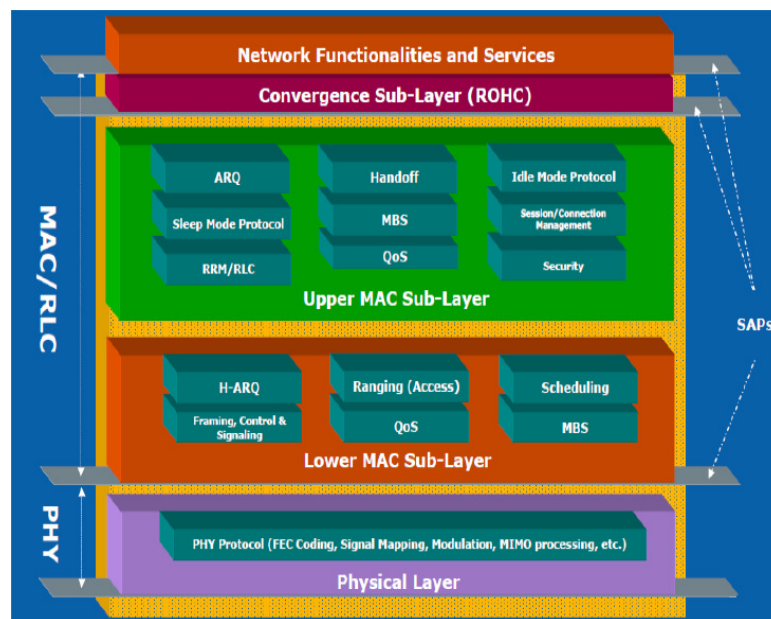 Network Functionalities and Services
Convergence Sub-Layer (ROHC)
ARQ
Handoff
Idle Mode Protocol
Sleep Mode Protocol
MBS
Session/Connection
Management
RRM/RLC
QoS
Security
Upper MAC Sub-Layer
MAC/RLC
SAPs
H-ARQ
Ranging (Access)
Scheduling
Framing, Control &
Signaling
QoS
MBS
Lower MAC Sub-Layer
PHY
PHY Protocol (FEC Coding, Signal Mapping, Modulation, MIMO processing, etc.)
Physical Layer